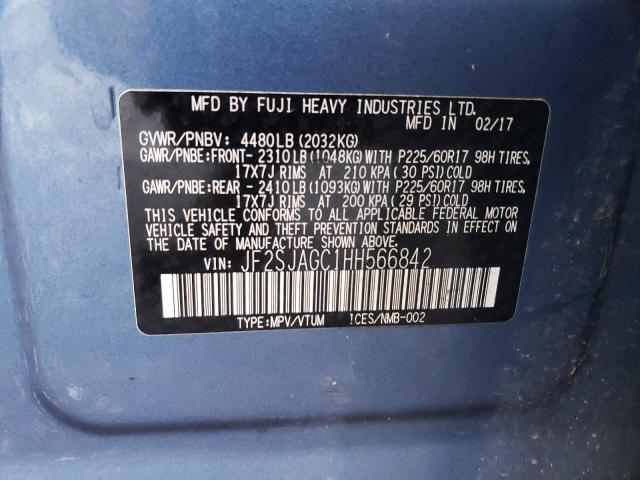 MFD BY FUJI HEAVY INDUSTRIES LTD.
MFD IN 02/17
GVWR/PNBV: 4480LB(2032KG)
GAWR/PNBE:FRONT- 2310LB(1048KG)WITH P225/60R17 98H TIRES,
17X7J RIMS AT 210 KPA( 30 PSI)COLD
GAWR/PNBE:REAR - 2410LB(1093KG)WITH P225/60R17 98H TIRES,
17X7J RIMS AT 200 KPA( 29 PSI)COLD
THIS VEHICLE CONFORMS TO ALL APPLICABLE FEDERAL MOTOR
VEHICLE SAFETY AND THEFT PREVENTION STANDARDS IN EFFECT ON
THE DATE OF MANUFACTURE SHOWN ABOVE.
VIN: JF2SJAGC1HH566842
TYPE:MPV/VTUM ICES/NMB-002